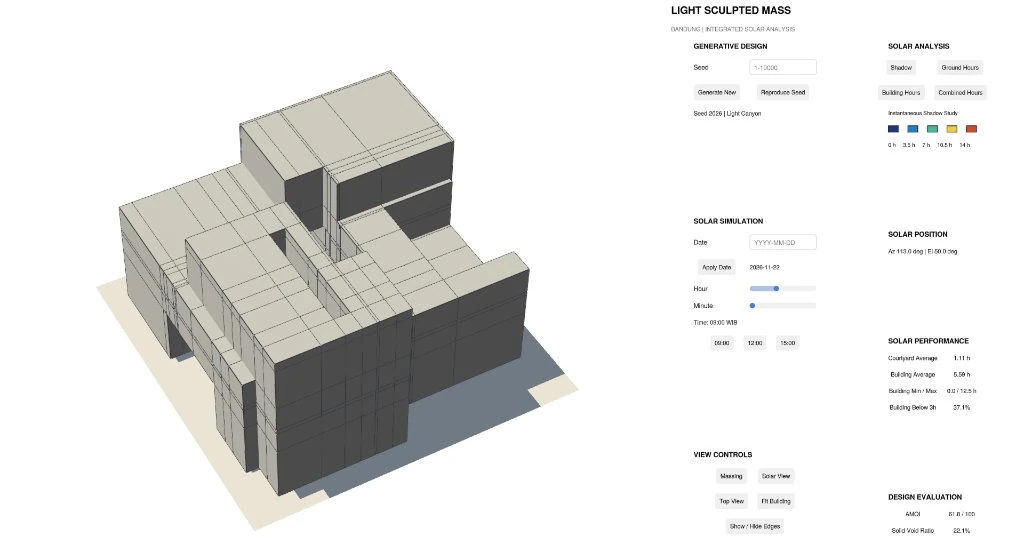 LIGHT SCULPTED MASS
BANDUNG | INTEGRATED SOLAR ANALYSIS
GENERATIVE DESIGN
Seed 1-10000
Generate New Reproduce Seed
Seed 2026 | Light Canyon
SOLAR ANALYSIS
Shadow Ground Hours
Building Hours Combined Hours
Instantaneous Shadow Study
0 h 3.5 h 7 h 10.5 h 14 h
SOLAR SIMULATION
Date YYYY-MM-DD
Apply Date 2026-11-22
Hour
Minute
Time: 09:00 WIB
09:00 12:00 15:00
SOLAR POSITION
Az 113.0 deg | El 50.0 deg
SOLAR PERFORMANCE
Courtyard Average 1.11 h
Building Average 5.59 h
Building Min / Max 0.0 / 12.5 h
Building Below 3h 37.1%
VIEW CONTROLS
Massing Solar View
Top View Fit Building
Show / Hide Edges
DESIGN EVALUATION
AMQI 61.8 / 100
Solid Void Ratio 22.1%